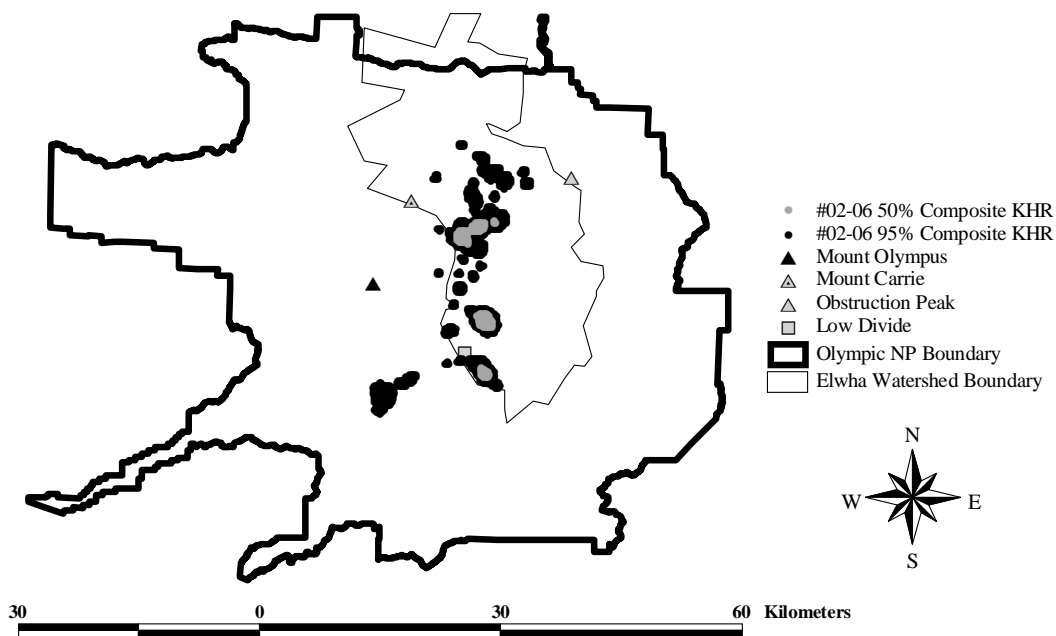 #02-06 50% Composite KHR
#02-06 95% Composite KHR
Mount Olympus
Mount Carrie
Obstruction Peak
Low Divide
Olympic NP Boundary
Elwha Watershed Boundary
N
W E
S
30 0 30 60 Kilometers